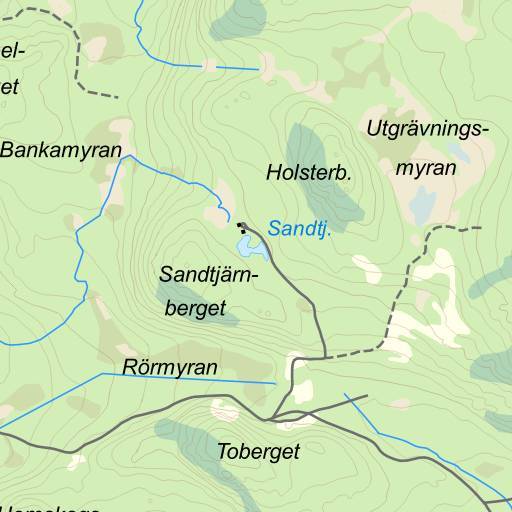 el-
et
Utgrävnings-
myran
Bankamyran
Holsterb.
Sandtj.
Sandtjärn-
berget
Rörmyran
Toberget